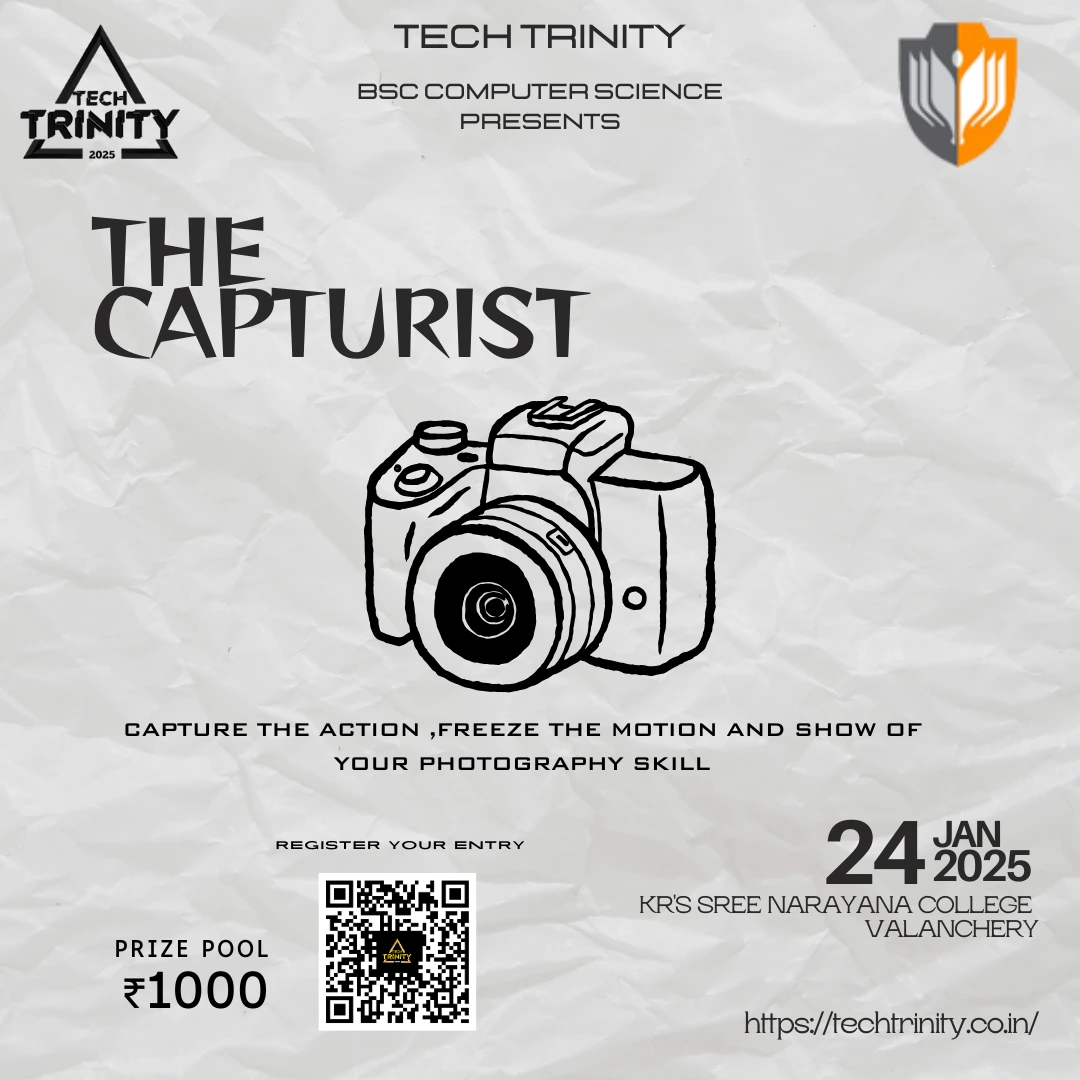 TECH
TRINITY
2025
TECH TRINITY
BSC COMPUTER SCIENCE
PRESENTS
THE
CAPTURIST
CAPTURE THE ACTION ,FREEZE THE MOTION AND SHOW OF
YOUR PHOTOGRAPHY SKILL
REGISTER YOUR ENTRY
TECH
TRINITY
PRIZE POOL
₹1000
24 JAN
2025
KR'S SREE NARAYANA COLLEGE
VALANCHERY
https://techtrinity.co.in/